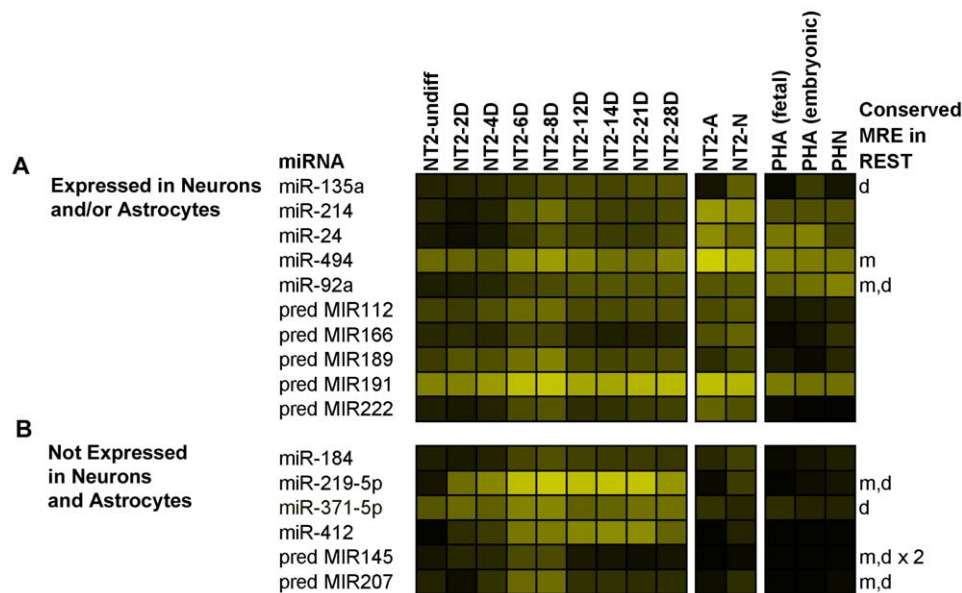 NT2-undiff
NT2-2D
NT2-4D
NT2-6D
NT2-8D
NT2-12D
NT2-14D
NT2-21D
NT2-28D
NT2-A
NT2-N
PHA (fetal)
PHA (embryonic)
PHN
Conserved
MRE in
REST
A
miRNA
Expressed in Neurons
and/or Astrocytes
miR-135a d
miR-214
miR-24
miR-494 m
miR-92a m,d
pred MIR112
pred MIR166
pred MIR189
pred MIR191
pred MIR222
B
Not Expressed
in Neurons
and Astrocytes
miR-184
miR-219-5p m,d
miR-371-5p d
miR-412
pred MIR145 m,d x 2
pred MIR207 m,d